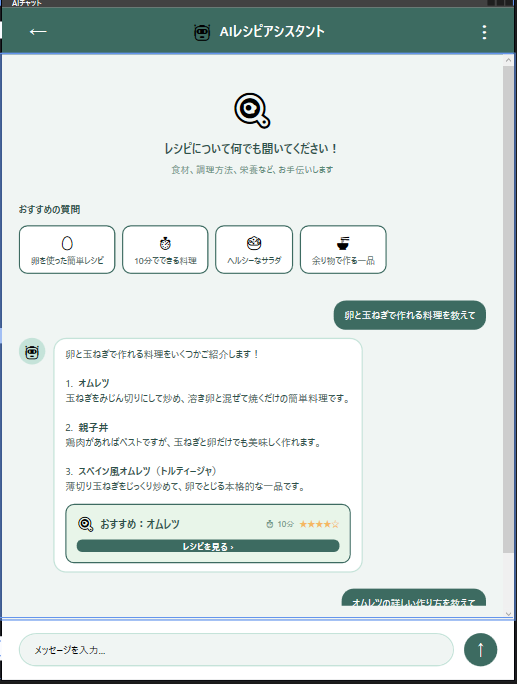 AIチャット
← AIレシピアシスタント
レシピについて何でも聞いてください！
食材、調理方法、栄養など、お手伝いします
おすすめの質問
卵を使った簡単レシピ
10分でできる料理
ヘルシーなサラダ
余り物で作る一品
卵と玉ねぎで作れる料理を教えて
卵と玉ねぎで作れる料理をいくつかご紹介します！
1. オムレツ
玉ねぎをみじん切りにして炒め、溶き卵と混ぜて焼くだけの簡単料理です。
2. 親子丼
鶏肉があればベストですが、玉ねぎと卵だけでも美味しく作れます。
3. スペイン風オムレツ（トルティージャ）
薄切り玉ねぎをじっくり炒めて、卵でとじる本格的な一品です。
おすすめ：オムレツ 10分 ★★★★☆
レシピを見る ›
オムレツの詳しい作り方を教えて
メッセージを入力... ↑